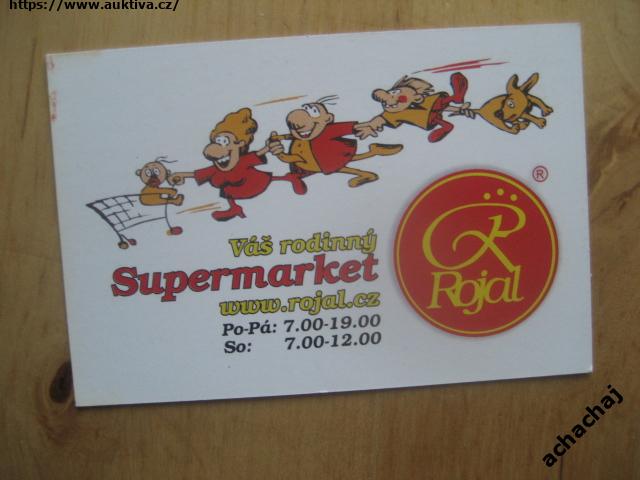 https://www.auktiva.cz/
Váš rodinný
Supermarket
www.rojal.cz
Po-Pá: 7.00-19.00
So: 7.00-12.00
®
R
Rojal
achachaj